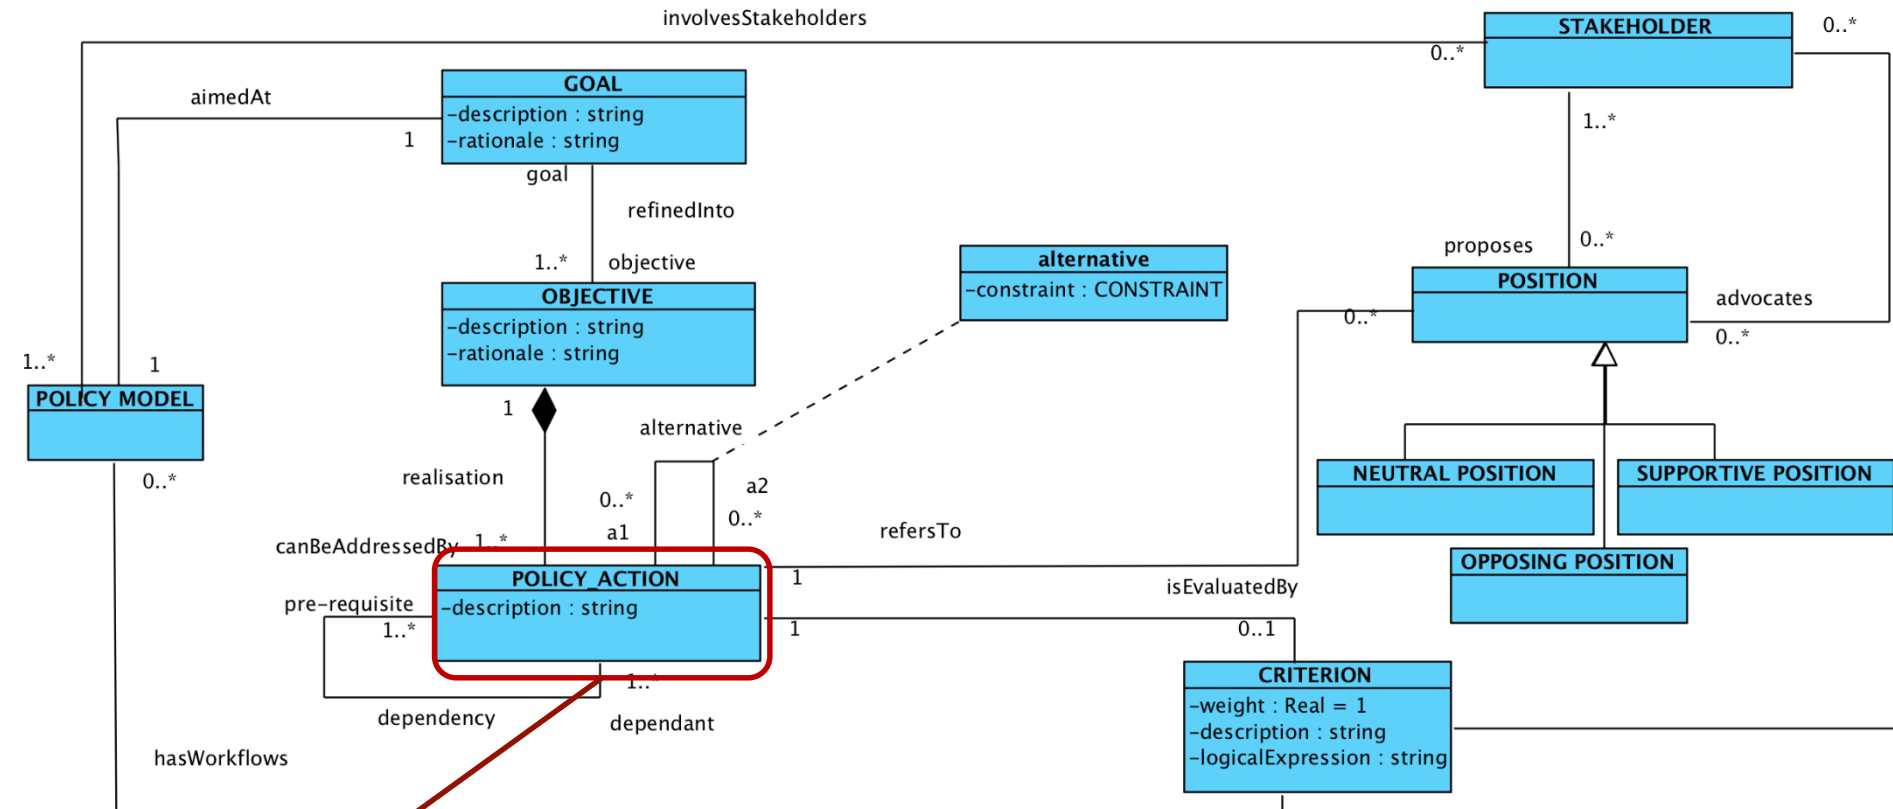 involvesStakeholders
STAKEHOLDER
0..*
0..*
GOAL
-description : string
-rationale : string
aimedAt
1
goal
1..*
refinedInto
0..*
proposes
1..*
objective
alternative
-constraint : CONSTRAINT
POSITION
advocates
0..*
0..*
OBJECTIVE
-description : string
-rationale : string
1..*
1
POLICY MODEL
0..*
1
alternative
realisation
0..*
a1
a2
0..*
NEUTRAL POSITION
SUPPORTIVE POSITION
refersTo
canBeAddressedBy
1..*
OPPOSING POSITION
POLICY_ACTION
-description : string
1
isEvaluatedBy
pre-requisite
1..*
1
0..1
1..*
dependency
dependant
CRITERION
-weight : Real = 1
-description : string
-logicalExpression : string
hasWorkflows